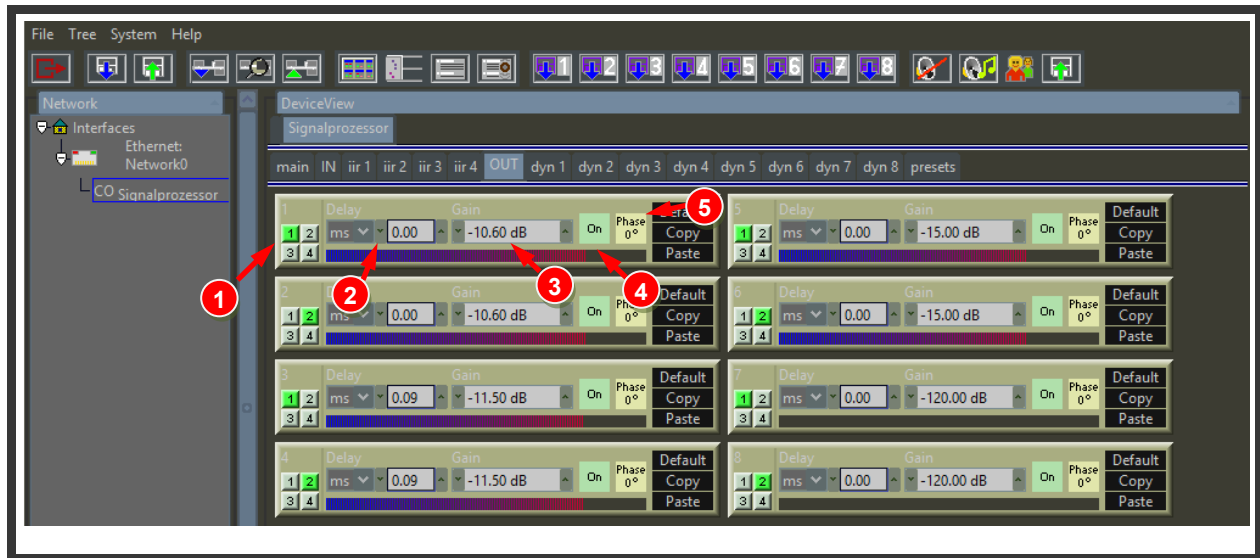 File Tree System Help
1 2 3 4 5 6 7 8
Network
DeviceView
Interfaces
Signalprozessor
Ethernet:
Network0
CO Signalprozessor
main IN iir 1 iir 2 iir 3 iir 4 OUT dyn 1 dyn 2 dyn 3 dyn 4 dyn 5 dyn 6 dyn 7 dyn 8 presets
1 Delay Gain Default
1 2 ms 0.00 -10.60 dB On Phase 0° Copy
3 4 Paste
5 Delay Gain Default
1 2 ms 0.00 -15.00 dB On Phase 0° Copy
3 4 Paste
1 2 3 4 5
2 Delay Gain Default
1 2 ms 0.00 -10.60 dB On Phase 0° Copy
3 4 Paste
6 Delay Gain Default
1 2 ms 0.00 -15.00 dB On Phase 0° Copy
3 4 Paste
3 Delay Gain Default
1 2 ms 0.09 -11.50 dB On Phase 0° Copy
3 4 Paste
7 Delay Gain Default
1 2 ms 0.00 -120.00 dB On Phase 0° Copy
3 4 Paste
4 Delay Gain Default
1 2 ms 0.09 -11.50 dB On Phase 0° Copy
3 4 Paste
8 Delay Gain Default
1 2 ms 0.00 -120.00 dB On Phase 0° Copy
3 4 Paste